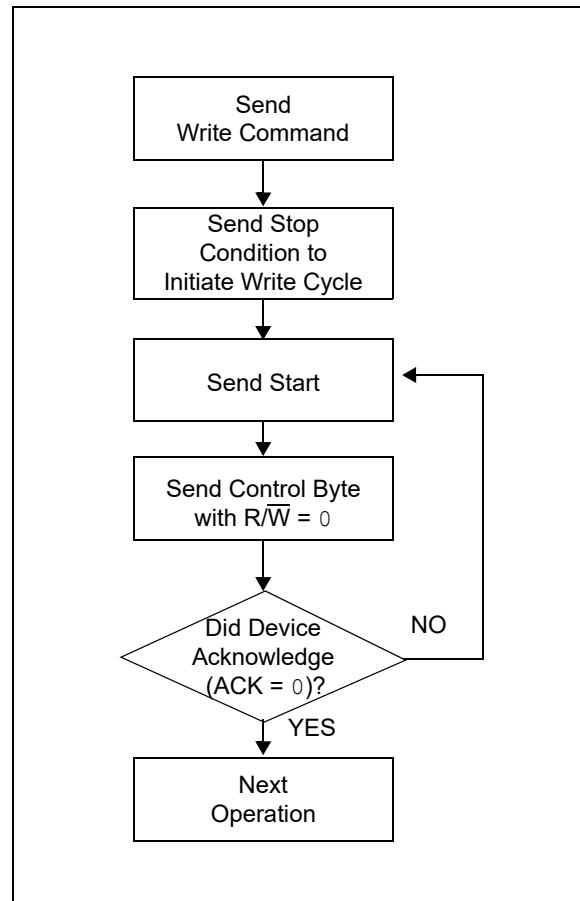 Send
Write Command
Send Stop
Condition to
Initiate Write Cycle
Send Start
Send Control Byte
with R/W̅ = 0
Did Device
Acknowledge
(ACK = 0)?
NO
YES
Next
Operation